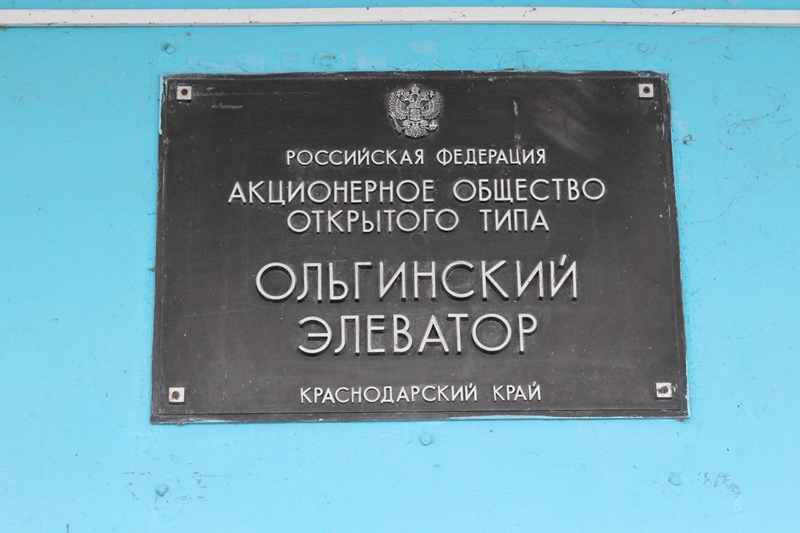 РОССИЙСКАЯ ФЕДЕРАЦИЯ
АКЦИОНЕРНОЕ ОБЩЕСТВО
ОТКРЫТОГО ТИПА
ОЛЬГИНСКИЙ
ЭЛЕВАТОР
КРАСНОДАРСКИЙ КРАЙ